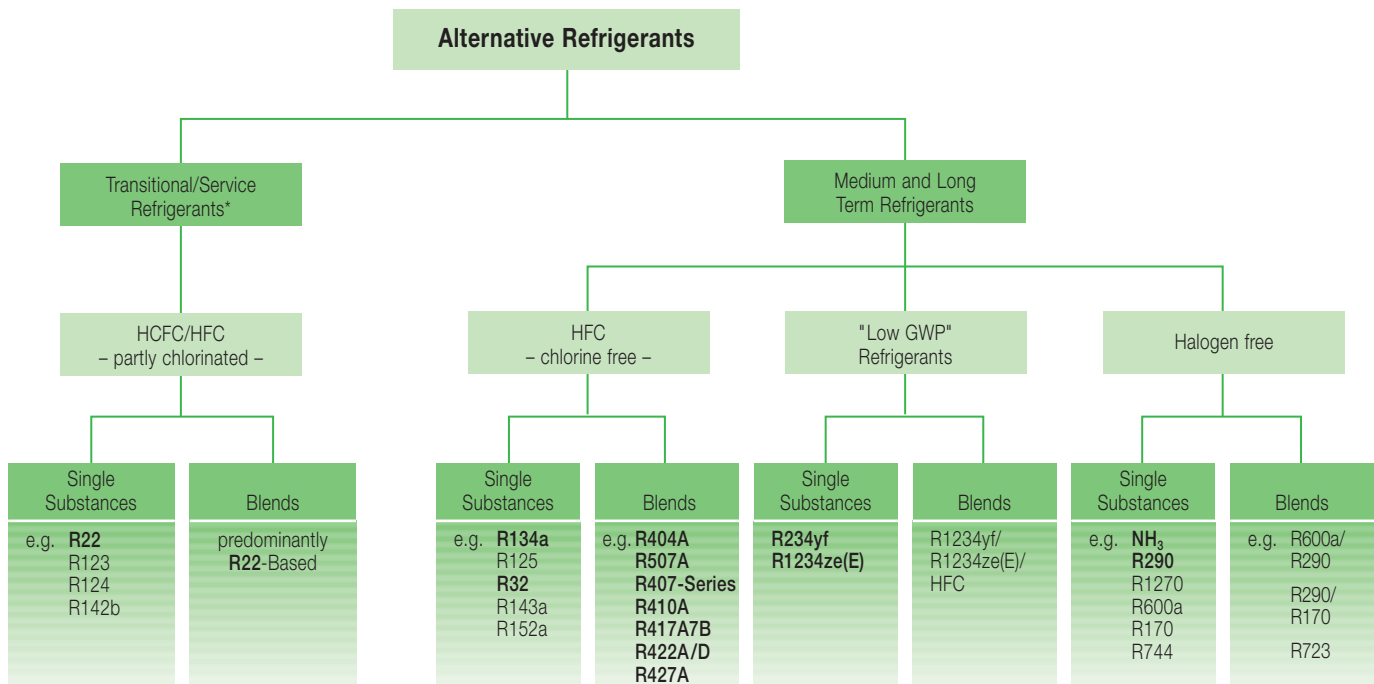 Alternative Refrigerants
Transitional/Service
Refrigerants*
Medium and Long
Term Refrigerants
HCFC/HFC
– partly chlorinated –
HFC
– chlorine free –
"Low GWP"
Refrigerants
Halogen free
Single
Substances
e.g. R22
R123
R124
R142b
Blends
predominantly
R22-Based
Single
Substances
e.g. R134a
R125
R32
R143a
R152a
Blends
e.g. R404A
R507A
R407-Series
R410A
R417A7B
R422A/D
R427A
Single
Substances
R234yf
R1234ze(E)
Blends
R1234yf/
R1234ze(E)/
HFC
Single
Substances
e.g. NH₃
R290
R1270
R600a
R170
R744
Blends
e.g. R600a/
R290
R290/
R170
R723